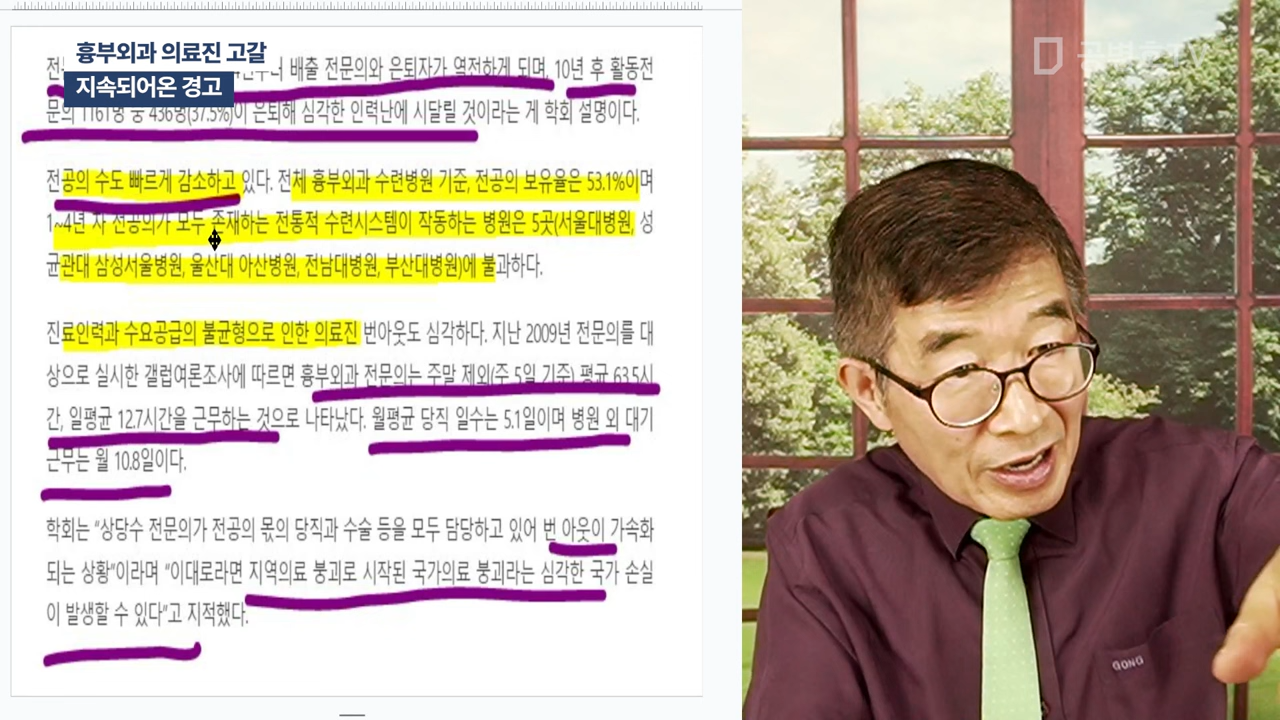 흉부외과 의료진 고갈
지속되어온 경고
공병호TV
전 배출 전문의와 은퇴자가 역전하게 되며, 10년 후 활동전
문의 1161명 중 436명(37.5%)이 은퇴해 심각한 인력난에 시달릴 것이라는 게 학회 설명이다.
전공의 수도 빠르게 감소하고 있다. 전체 흉부외과 수련병원 기준, 전공의 보유율은 53.1%이며
1~4년 차 전공의가 모두 존재하는 전통적 수련시스템이 작동하는 병원은 5곳(서울대병원, 성
균관대 삼성서울병원, 울산대 아산병원, 전남대병원, 부산대병원)에 불과하다.
진료인력과 수요공급의 불균형으로 인한 의료진 번아웃도 심각하다. 지난 2009년 전문의를 대
상으로 실시한 갤럽여론조사에 따르면 흉부외과 전문의는 주말 제외(주 5일 기준) 평균 63.5시
간, 일평균 12.7시간을 근무하는 것으로 나타났다. 월평균 당직 일수는 5.1일이며 병원 외 대기
근무는 월 10.8일이다.
학회는 “상당수 전문의가 전공의 몫의 당직과 수술 등을 모두 담당하고 있어 번 아웃이 가속화
되는 상황“이라며 “이대로라면 지역의료 붕괴로 시작된 국가의료 붕괴라는 심각한 국가 손실
이 발생할 수 있다”고 지적했다.
GONG